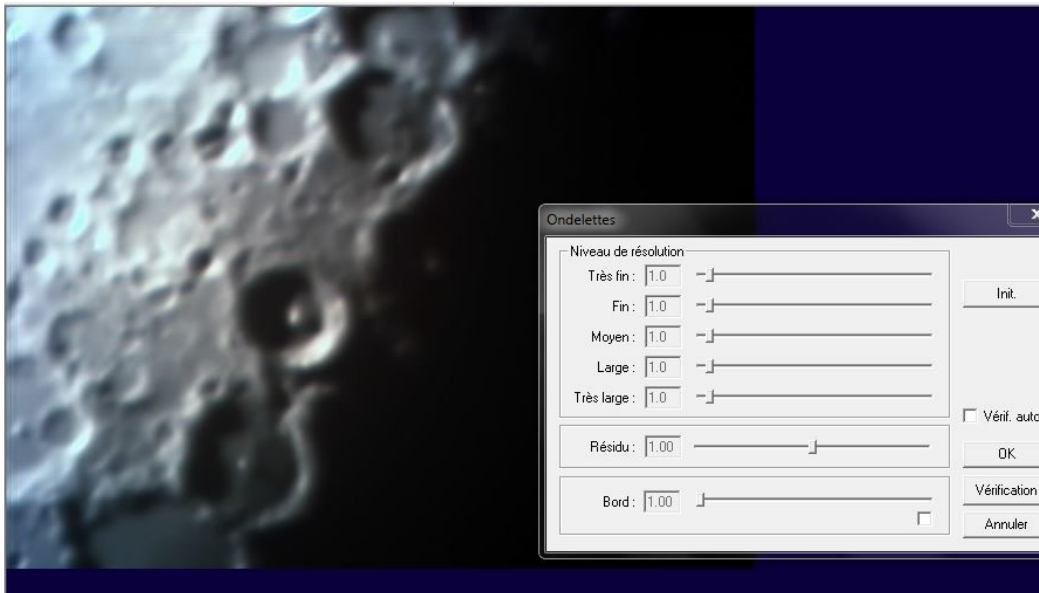 Ondelettes
Niveau de résolution
Très fin : 1.0
Fin : 1.0
Moyen : 1.0
Large : 1.0
Très large : 1.0
Init.
Vérif. auto
Résidu : 1.00
OK
Vérification
Bord : 1.00
Annuler